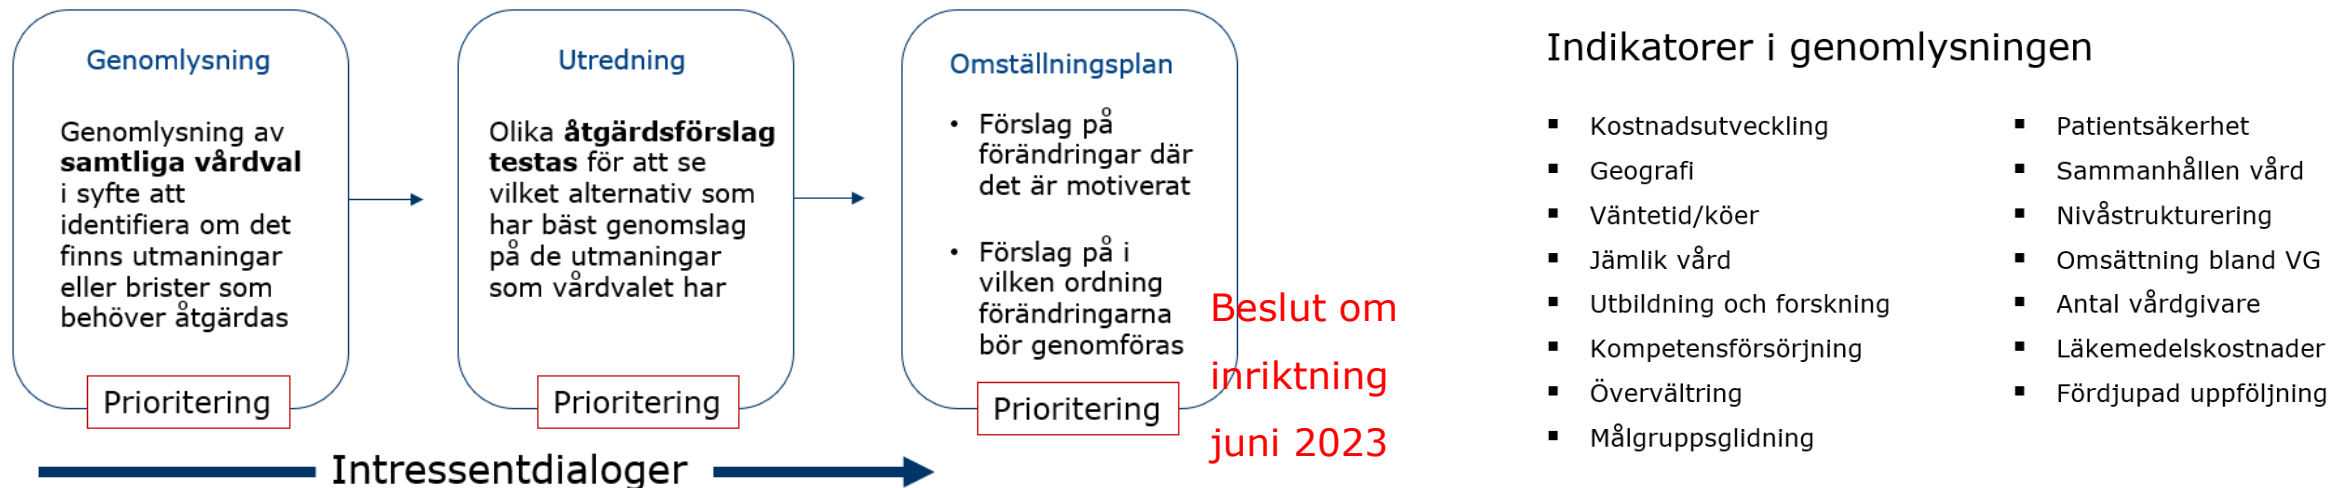 Genomlysning
Genomlysning av
samtliga vårdval
i syfte att
identifiera om det
finns utmaningar
eller brister som
behöver åtgärdas
Prioritering
Utredning
Olika åtgärdsförslag
testas för att se
vilket alternativ som
har bäst genomslag
på de utmaningar
som vårdvalet har
Prioritering
Omställningsplan
• Förslag på
förändringar där
det är motiverat
• Förslag på i
vilken ordning
förändringarna
bör genomföras
Prioritering
Beslut om
inriktning
juni 2023
Intressentdialoger
Indikatorer i genomlysningen
▪ Kostnadsutveckling
▪ Geografi
▪ Väntetid/köer
▪ Jämlik vård
▪ Utbildning och forskning
▪ Kompetensförsörjning
▪ Övervältring
▪ Målgruppsglidning
▪ Patientsäkerhet
▪ Sammanhållen vård
▪ Nivåstrukturering
▪ Omsättning bland VG
▪ Antal vårdgivare
▪ Läkemedelskostnader
▪ Fördjupad uppföljning